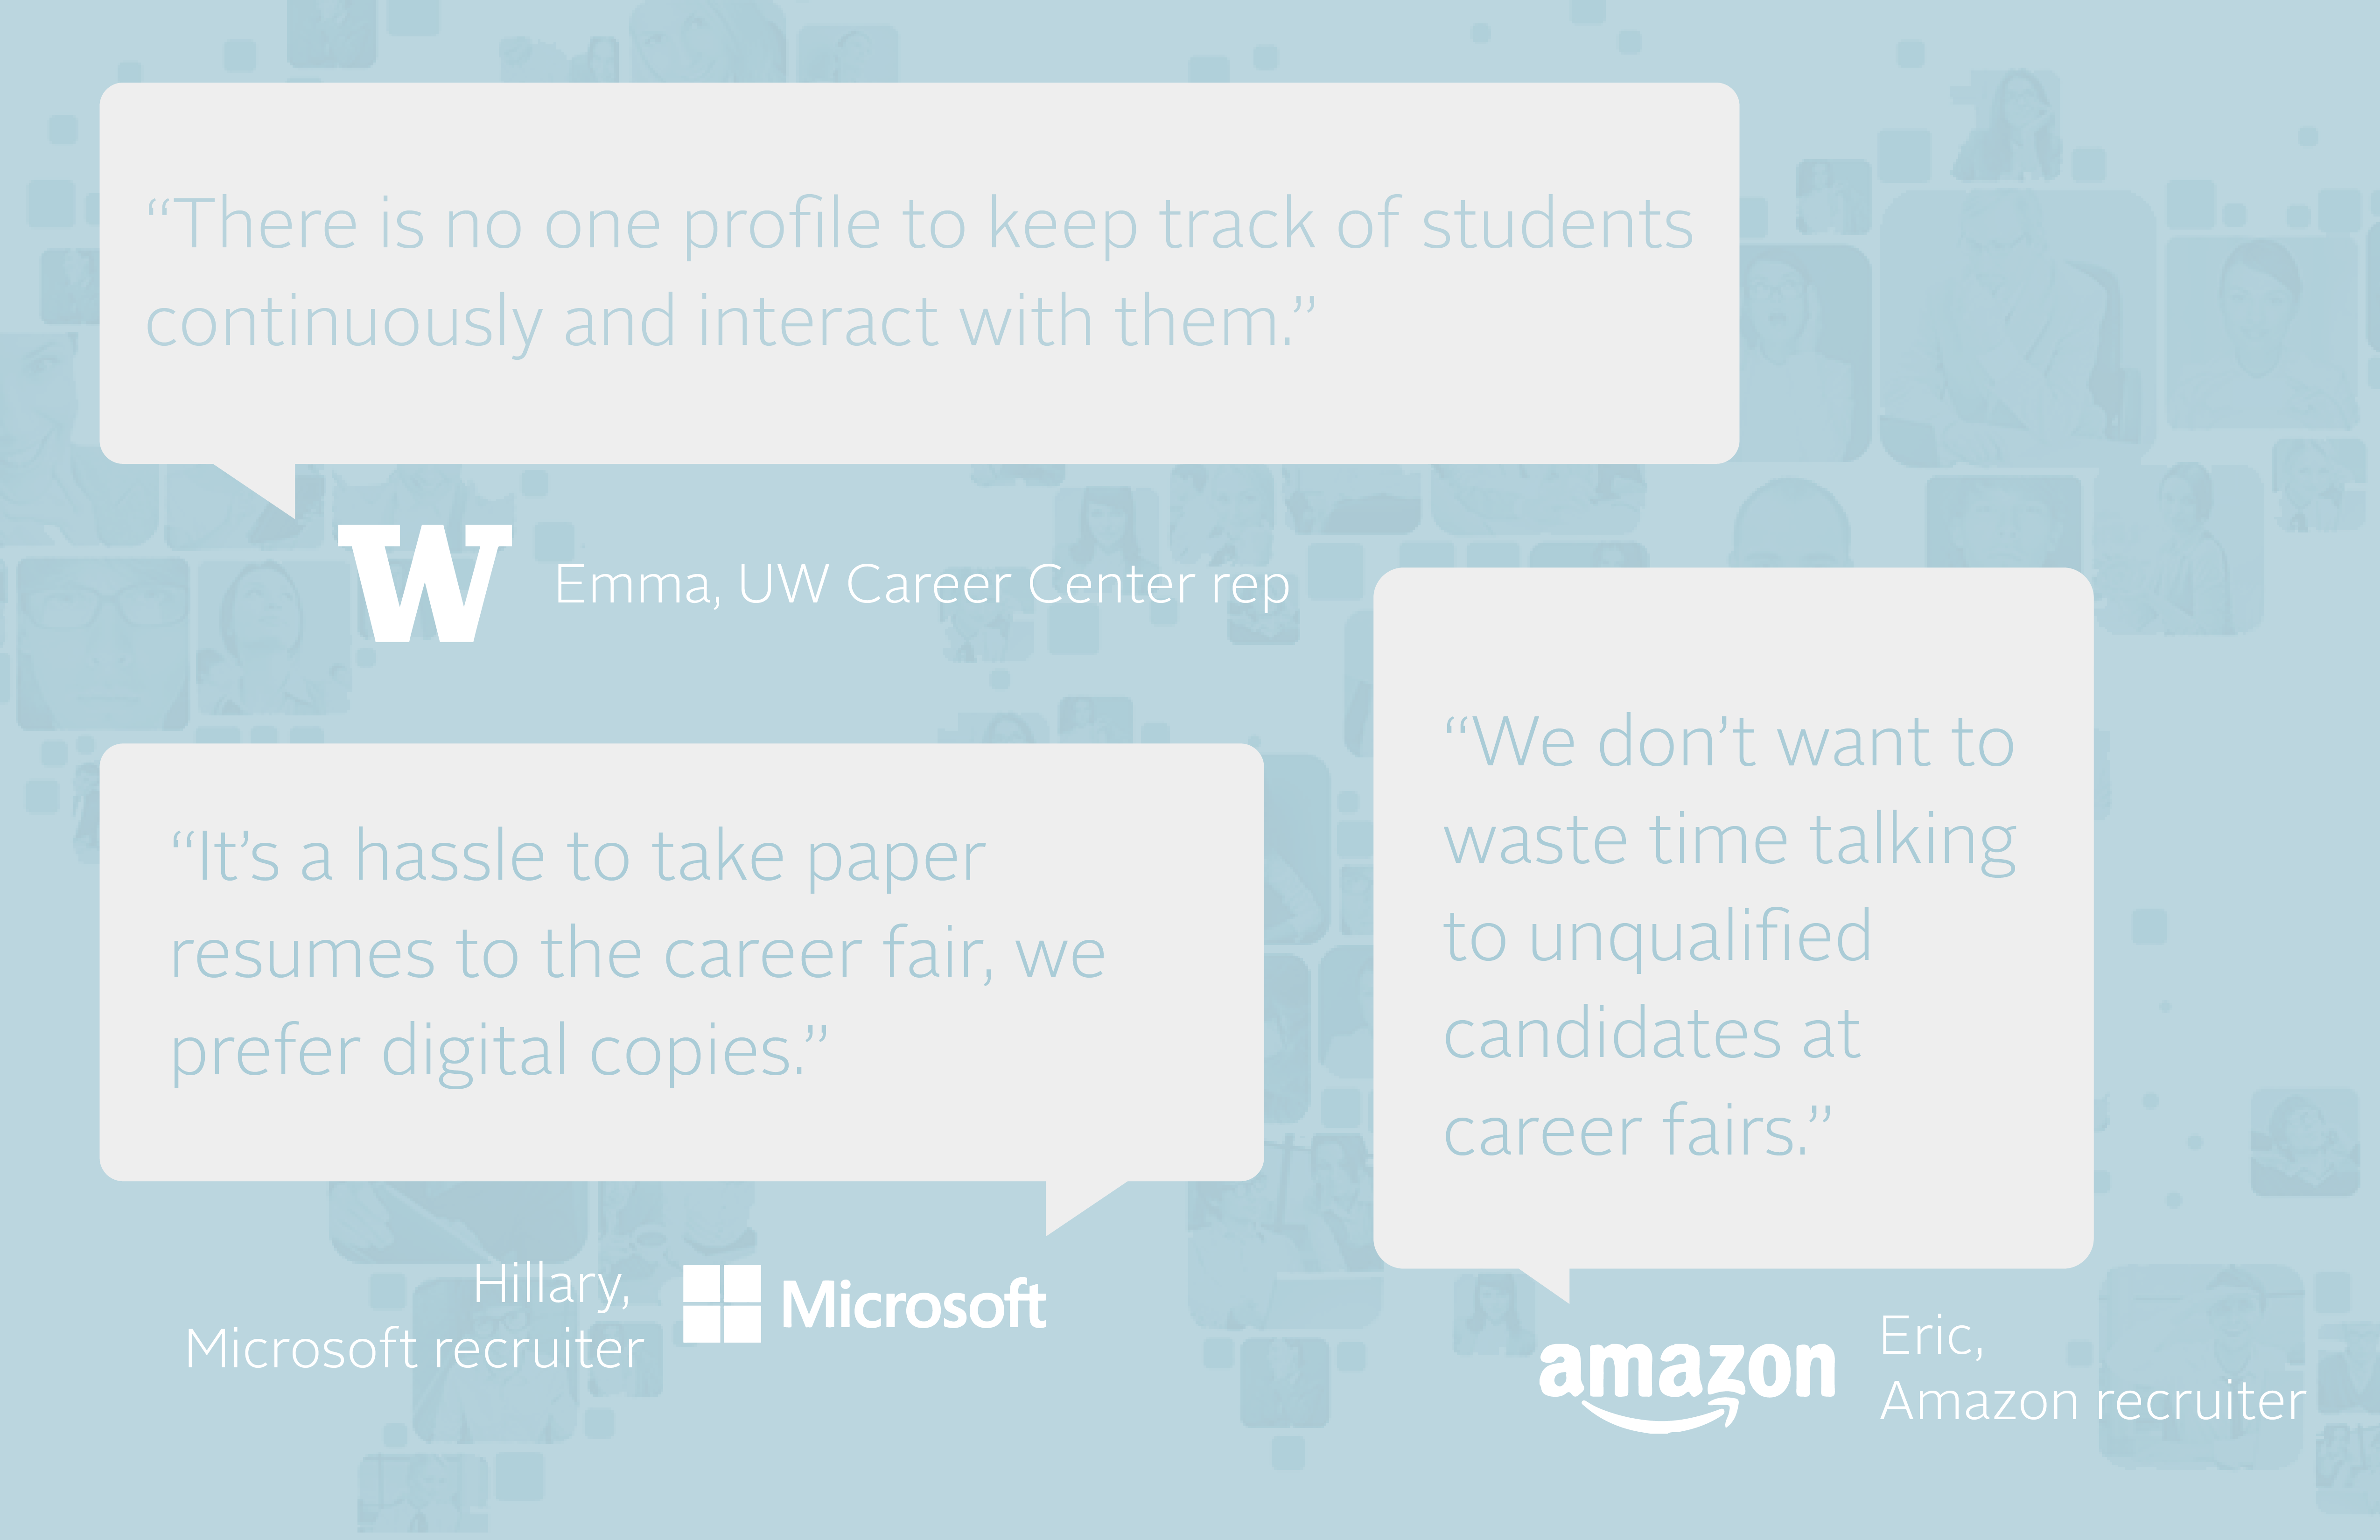 “There is no one profile to keep track of students
continuously and interact with them.”
W
Emma, UW Career Center rep
“It’s a hassle to take paper
resumes to the career fair, we
prefer digital copies.”
Hillary,
Microsoft recruiter
Microsoft
“We don’t want to
waste time talking
to unqualified
candidates at
career fairs.”
amazon
Eric,
Amazon recruiter